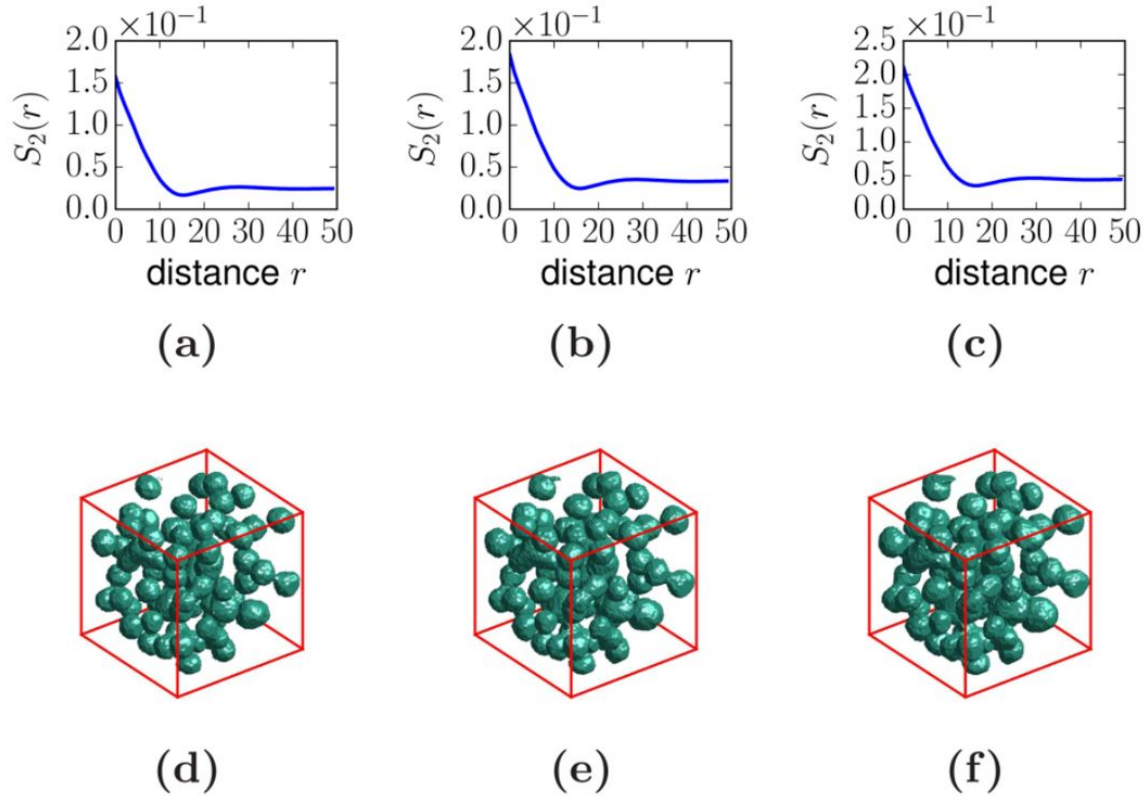 ×10⁻¹ ×10⁻¹ ×10⁻¹
2.0 2.0 2.5
1.5 1.5 2.0
1.0 1.0 1.5
0.5 0.5 1.0
0.0 0.0 0.5
0.0
S₂(r) S₂(r) S₂(r)
0 10 20 30 40 50 0 10 20 30 40 50 0 10 20 30 40 50
distance r distance r distance r
(a) (b) (c)
(d) (e) (f)